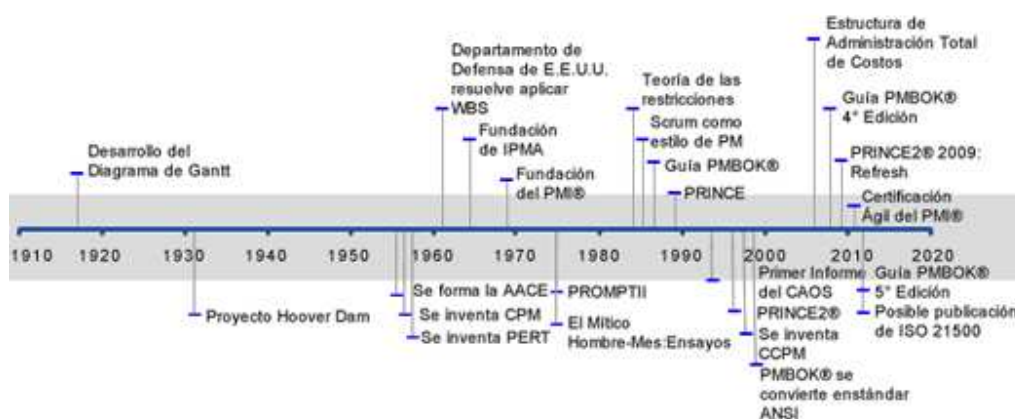 Estructura de
Administración Total
de Costos
Departamento de
Defensa de E.E.U.U.
resuelve aplicar
WBS
Teoría de las
restricciones
Guía PMBOK®
4° Edición
Scrum como
estilo de PM
Fundación
de IPMA
Desarrollo del
Diagrama de Gantt
PRINCE2® 2009:
Refresh
Guía PMBOK®
Fundación
del PMI®
PRINCE
Certificación
Ágil del PMI®
1910 1920 1930 1940 1950 1960 1970 1980 1990 2000 2010 2020
Proyecto Hoover Dam
Se forma la AACE
Se inventa CPM
Se inventa PERT
PROMPTII
El Mítico
Hombre-Mes:Ensayos
Primer Informe
del CAOS
PRINCE2®
Se inventa
CCPM
PMBOK® se
convierte enstándar
ANSI
Guía PMBOK®
5° Edición
Posible publicación
de ISO 21500